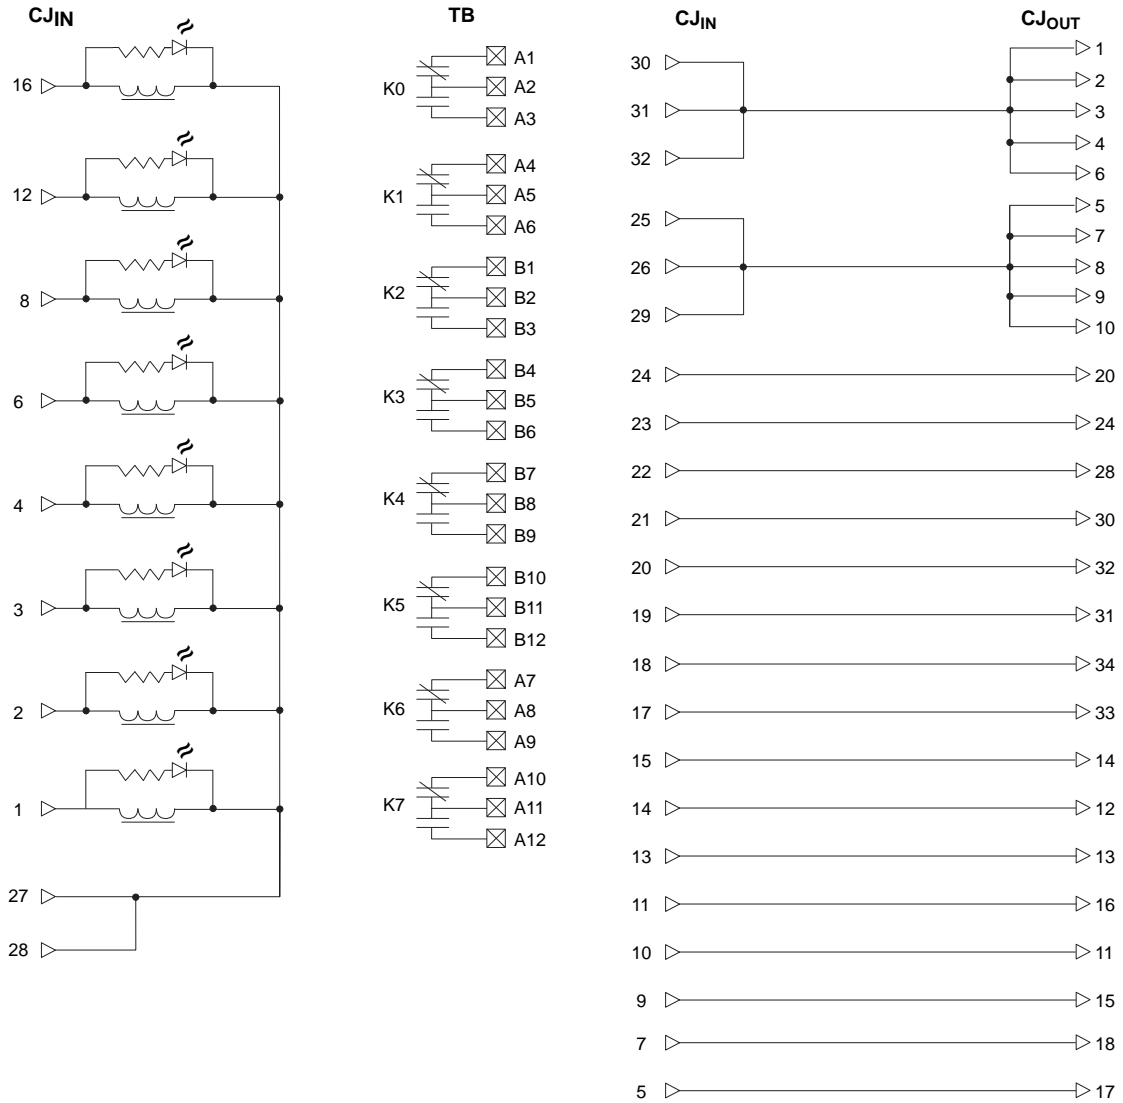 CJIN
16
12
8
6
4
3
2
1
27
28
TB
K0
A1
A2
A3
K1
A4
A5
A6
K2
B1
B2
B3
K3
B4
B5
B6
K4
B7
B8
B9
K5
B10
B11
B12
K6
A7
A8
A9
K7
A10
A11
A12
CJIN CJOUT
30
31
32
1
2
3
4
6
25
26
29
5
7
8
9
10
24 20
23 24
22 28
21 30
20 32
19 31
18 34
17 33
15 14
14 12
13 13
11 16
10 11
9 15
7 18
5 17